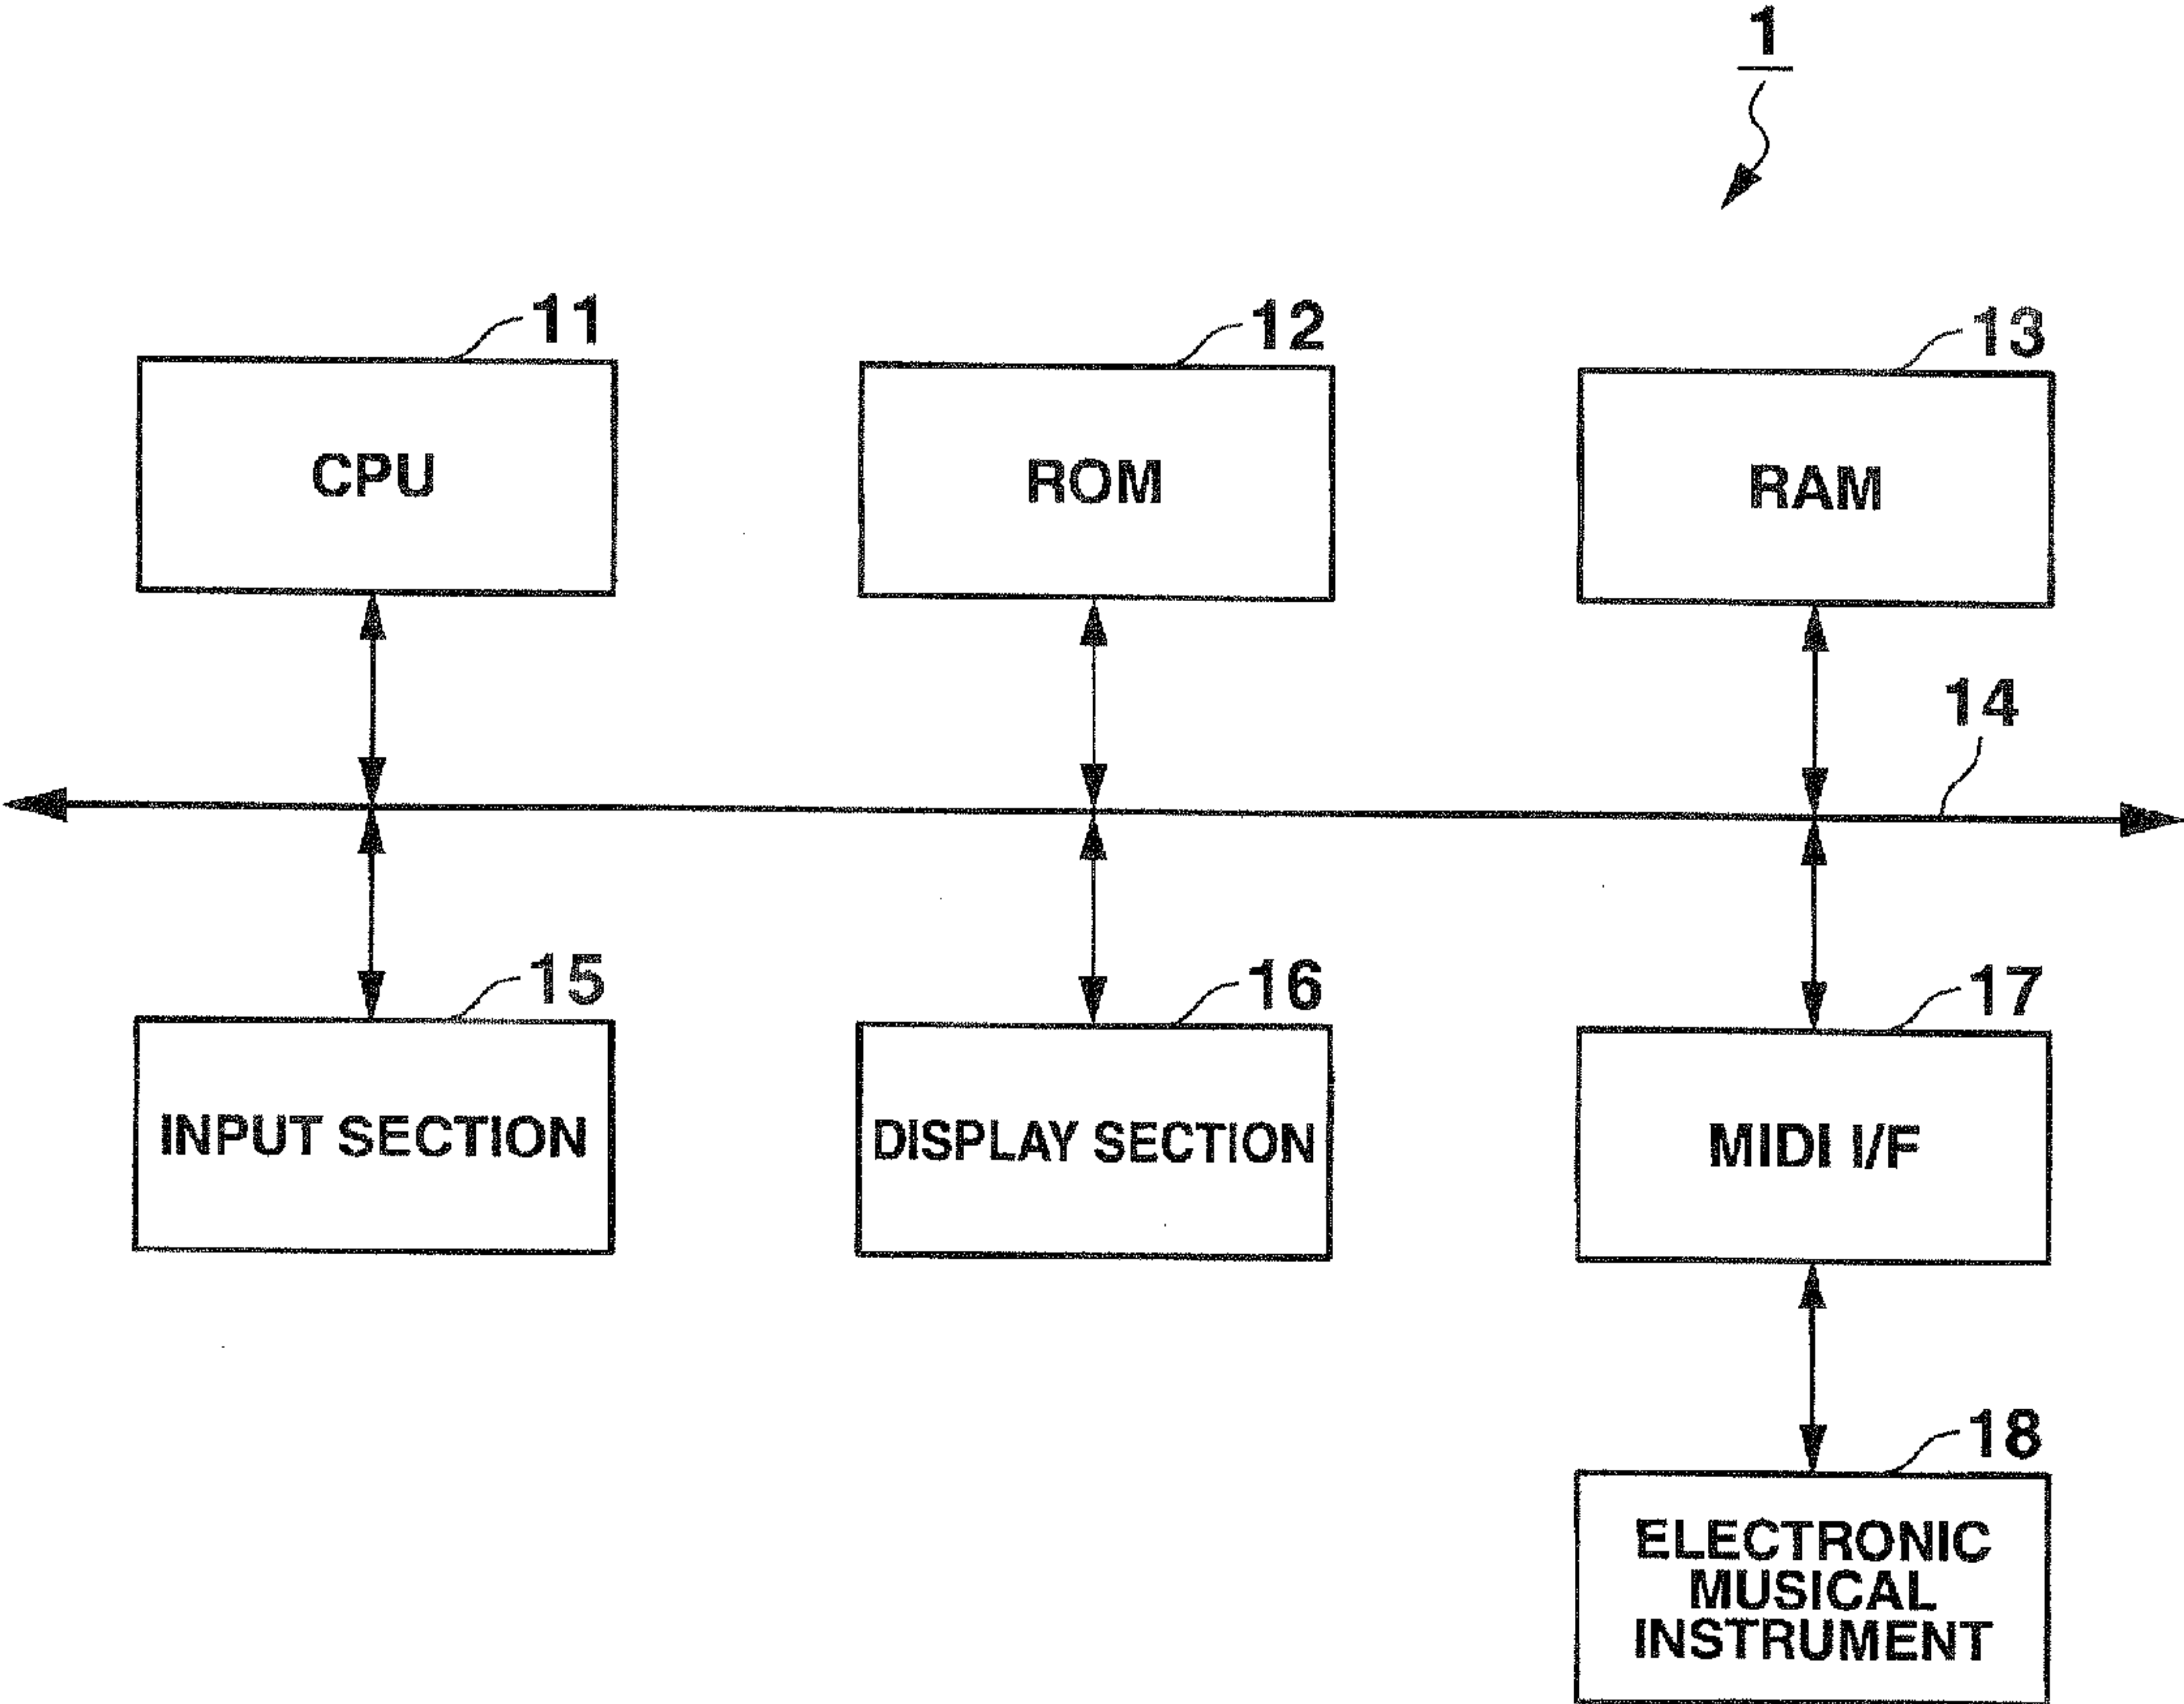 1
11
12
13
CPU
ROM
RAM
14
15
16
17
INPUT SECTION
DISPLAY SECTION
MIDI I/F
18
ELECTRONIC
MUSICAL
INSTRUMENT